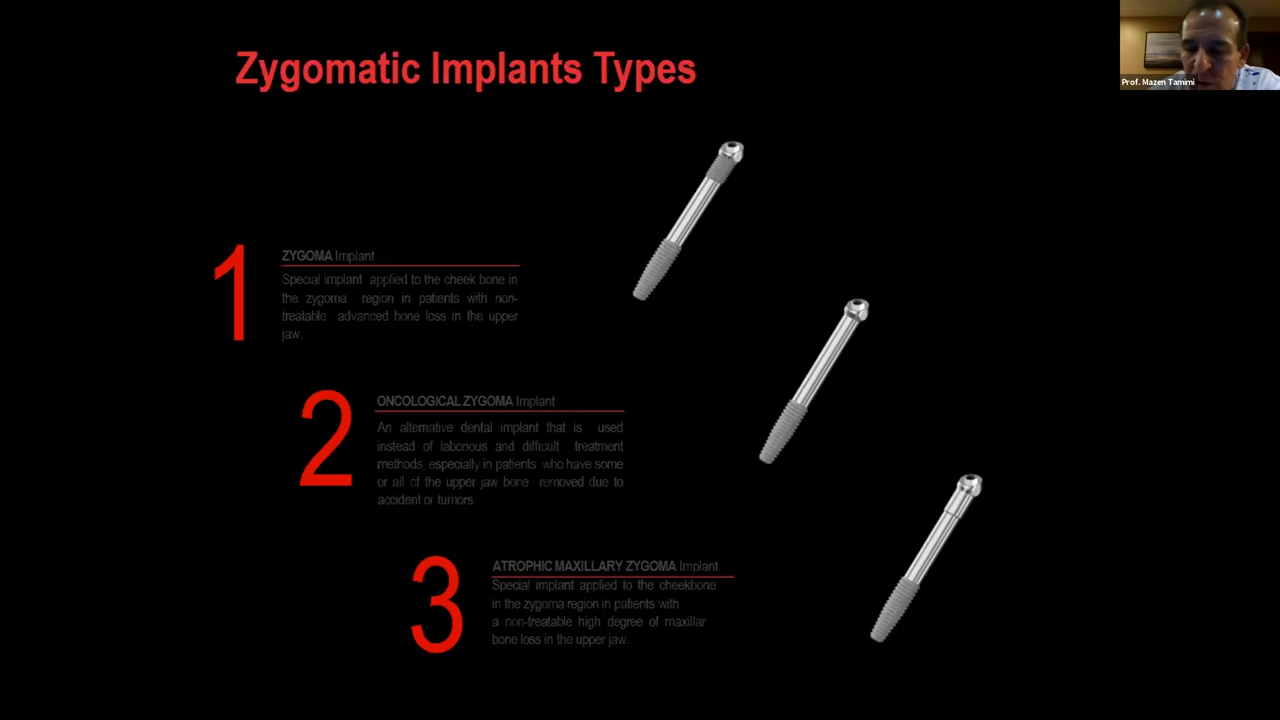 Zygomatic Implants Types
Prof. Mazen Tamimi
1
ZYGOMA Implant
Special implant applied to the cheek bone in
the zygoma region in patients with non-
treatable advanced bone loss in the upper
jaw.
2
ONCOLOGICAL ZYGOMA Implant
An alternative dental implant that is used
instead of laborious and difficult treatment
methods, especially in patients who have some
or all of the upper jaw bone removed due to
accident or tumors.
3
ATROPHIC MAXILLARY ZYGOMA Implant
Special implant applied to the cheekbone
in the zygoma region in patients with
a non-treatable high degree of maxillar
bone loss in the upper jaw.